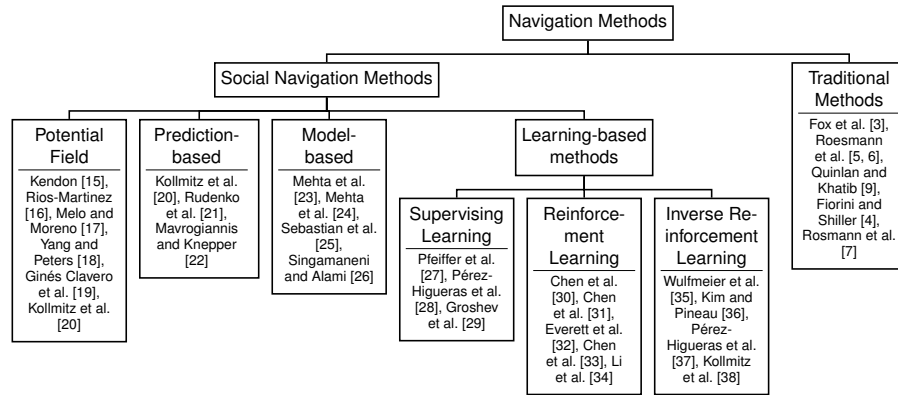 Navigation Methods
Social Navigation Methods
Traditional
Methods
Fox et al. [3],
Roesmann
et al. [5, 6],
Quinlan and
Khatib [9],
Fiorini and
Shiller [4],
Rosmann et al.
[7]
Potential
Field
Kendon [15],
Rios-Martinez
[16], Melo and
Moreno [17],
Yang and
Peters [18],
Ginés Clavero
et al. [19],
Kollmitz et al.
[20]
Prediction-
based
Kollmitz et al.
[20], Rudenko
et al. [21],
Mavrogiannis
and Knepper
[22]
Model-
based
Mehta et al.
[23], Mehta
et al. [24],
Sebastian et al.
[25],
Singamaneni
and Alami [26]
Learning-based
methods
Supervising
Learning
Pfeiffer et al.
[27], Pérez-
Higueras et al.
[28], Groshev
et al. [29]
Reinforce-
ment
Learning
Chen et al.
[30], Chen
et al. [31],
Everett et al.
[32], Chen
et al. [33], Li
et al. [34]
Inverse Re-
inforcement
Learning
Wulfmeier et al.
[35], Kim and
Pineau [36],
Pérez-
Higueras et al.
[37], Kollmitz
et al. [38]